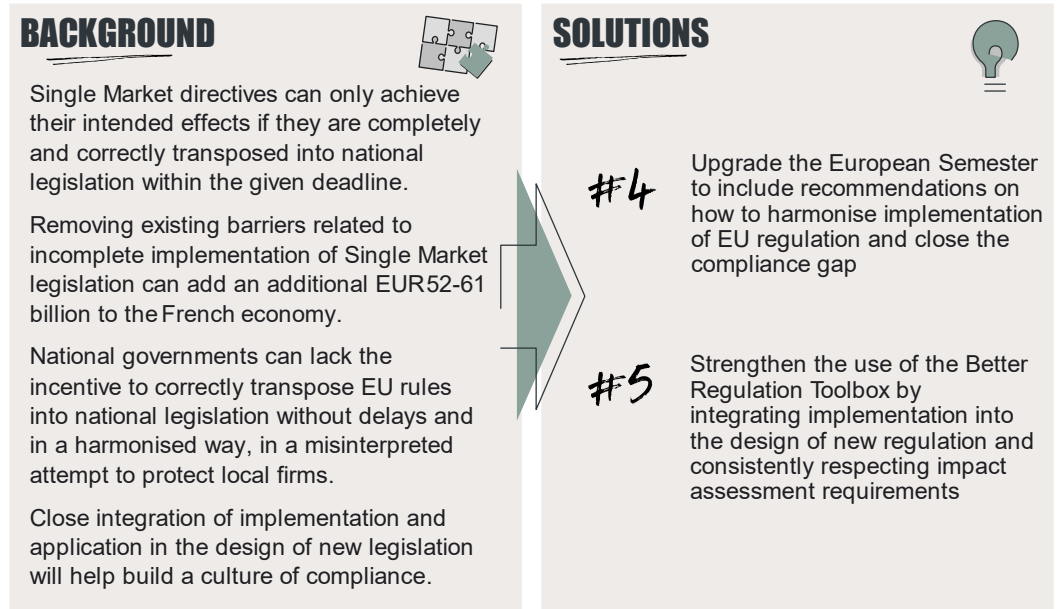 BACKGROUND
Single Market directives can only achieve
their intended effects if they are completely
and correctly transposed into national
legislation within the given deadline.
Removing existing barriers related to
incomplete implementation of Single Market
legislation can add an additional EUR52-61
billion to the French economy.
National governments can lack the
incentive to correctly transpose EU rules
into national legislation without delays and
in a harmonised way, in a misinterpreted
attempt to protect local firms.
Close integration of implementation and
application in the design of new legislation
will help build a culture of compliance.
SOLUTIONS
#4
Upgrade the European Semester
to include recommendations on
how to harmonise implementation
of EU regulation and close the
compliance gap
#5
Strengthen the use of the Better
Regulation Toolbox by
integrating implementation into
the design of new regulation and
consistently respecting impact
assessment requirements